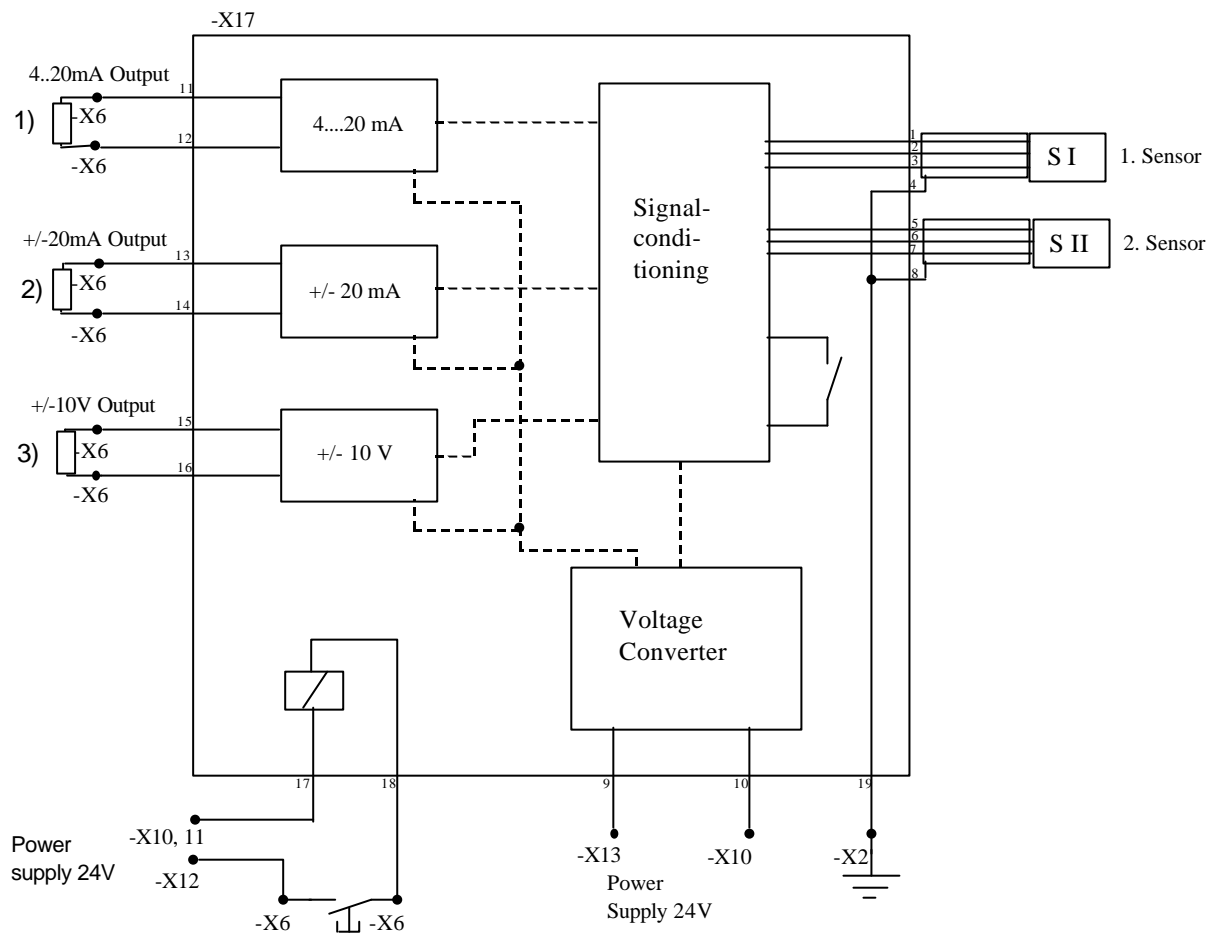 -X17
4..20mA Output
11
-X6
1)
4....20 mA
12
-X6
1
2
3
4
S I
1. Sensor
Signal-
condi-
tioning
5
6
7
8
S II
2. Sensor
+/-20mA Output
13
-X6
2)
+/- 20 mA
14
-X6
+/-10V Output
15
-X6
3)
+/- 10 V
16
-X6
Voltage
Converter
17
18
9
10
19
Power
supply 24V
-X10, 11
-X12
-X6
-X6
-X13
-X10
-X2
Power
Supply 24V